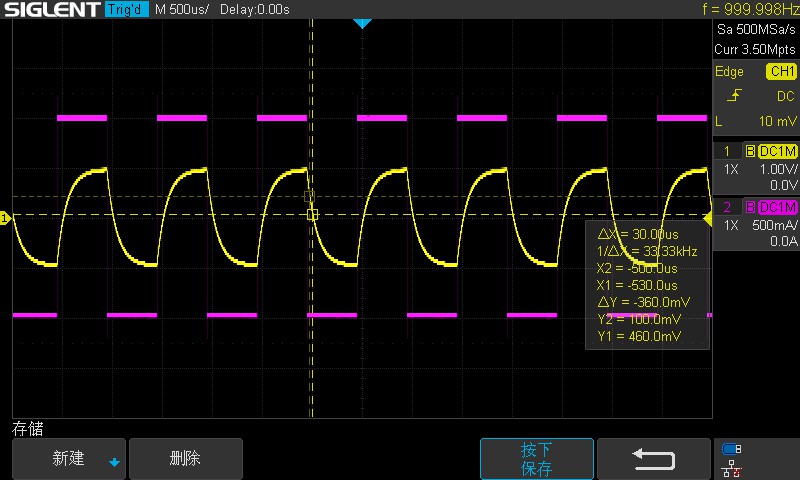 SIGLENT Trig'd M 500us/ Delay:0.00s f = 999.998Hz
Sa 500MSa/s
Curr 3.50Mpts
Edge CH1
DC
L 10 mV
1 B DC1M
1X 1.00V/
0.0V
2 B DC1M
1X 500mA/
0.0A
1
ΔX = 30.00us
1/ΔX = 33.33kHz
X2 = -500.0us
X1 = -530.0us
ΔY = -360.0mV
Y2 = 100.0mV
Y1 = 460.0mV
存储
新建
删除
按下
保存